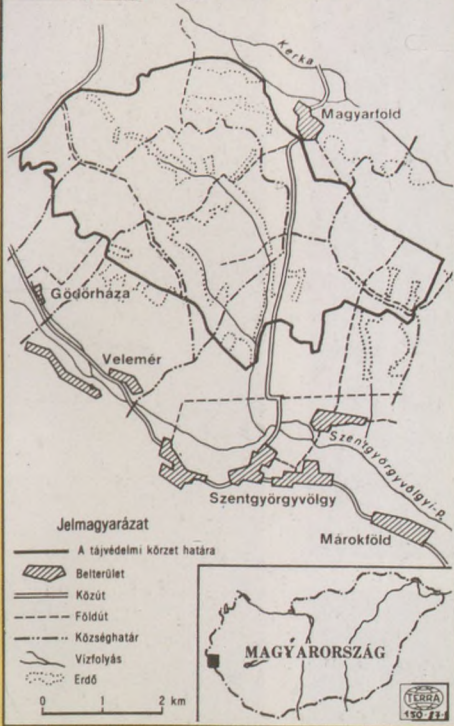 Kerka
Magyarföld
Gödörháza
Velemér
Szentgyörgyvölgyi-P.
Szentgyörgyvölgy
Márokföld
Jelmagyarázat
A tájvédelmi körzet határa
Belterület
Közút
Földút
Községhatár
Vízfolyás
Erdő
0 1 2 km
MAGYARORSZÁG
TERRA